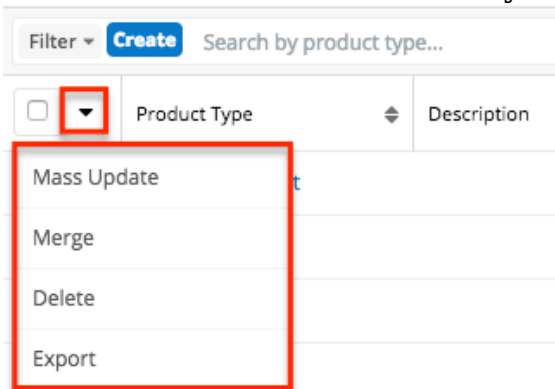 Filter Create Search by product type...
Product Type Description
Mass Update
t
Merge
Delete
Export